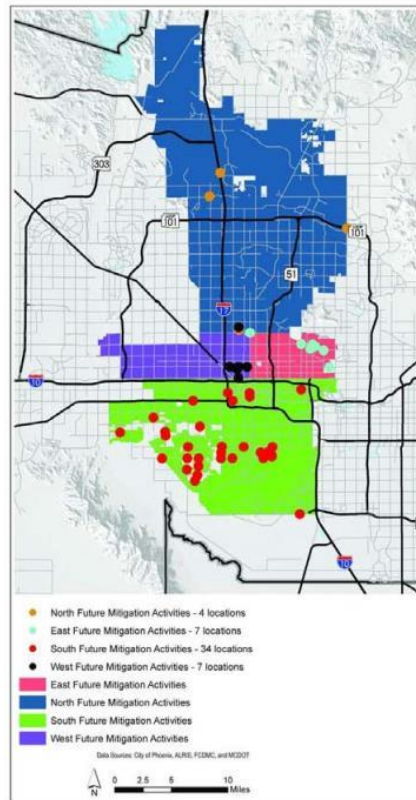 303
LOOP
101
LOOP
101
51
17
10
10
North Future Mitigation Activities - 4 locations
East Future Mitigation Activities - 7 locations
South Future Mitigation Activities - 34 locations
West Future Mitigation Activities - 7 locations
East Future Mitigation Activities
North Future Mitigation Activities
South Future Mitigation Activities
West Future Mitigation Activities
Data Sources: City of Phoenix, ALRIS, FCDMC, and MCDOT
N
0 2.5 5 10
Miles